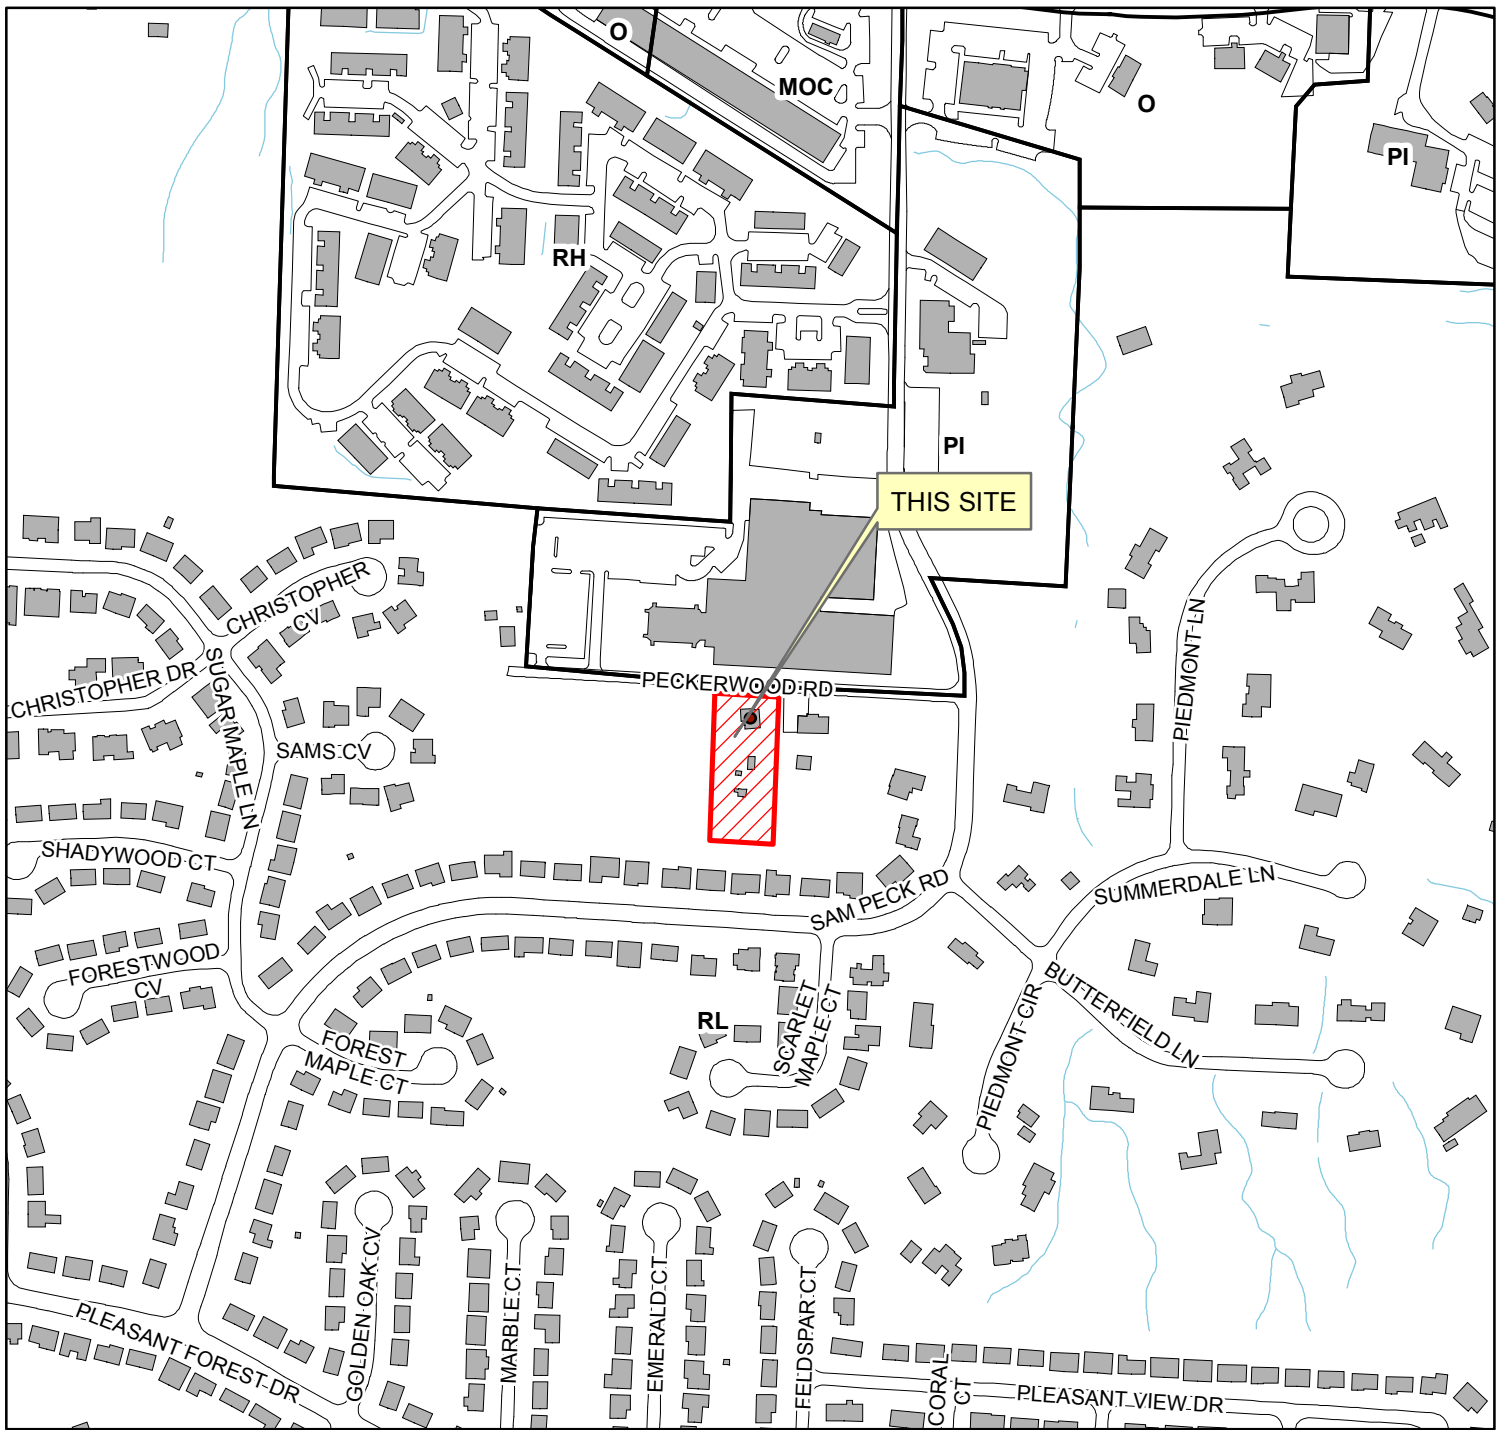 O
MOC
O
PI
RH
PI
THIS SITE
CHRISTOPHER
CV
PIEDMONT LN
CHRISTOPHER DR
SUGAR MAPLE LN
PECKERWOOD RD
SAMS CV
SHADYWOOD CT
SUMMERDALE LN
SAM PECK RD
FORESTWOOD
CV
BUTTERFIELD LN
SCARLET
MAPLE CT
PIEDMONT CIR
RL
FOREST
MAPLE CT
GOLDEN OAK CV
MARBLE CT
EMERALD CT
FELDSPAR CT
PLEASANT FOREST DR
CORAL
CT
PLEASANT VIEW DR